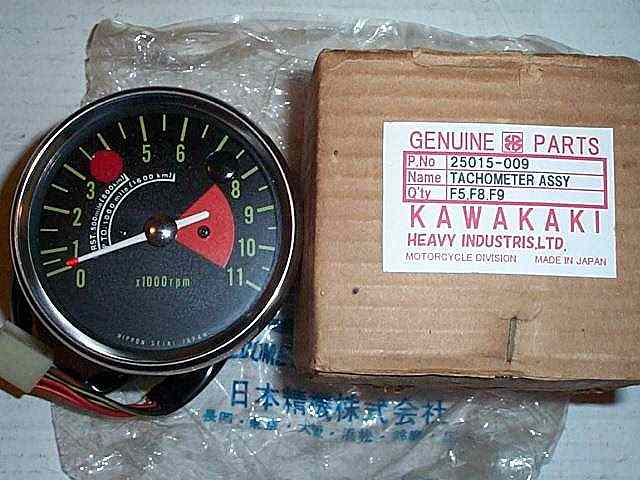 0
1
2
3
5
6
8
9
10
11
x1000rpm
NIPPON SEIKI JAPAN
GENUINE PARTS
P.No 25015-009
Name TACHOMETER ASSY
Q'ty F5,F8,F9
KAWAKAKI
HEAVY INDUSTRIS,LTD,
MOTORCYCLE DIVISION MADE IN JAPAN
日本精機株式会社